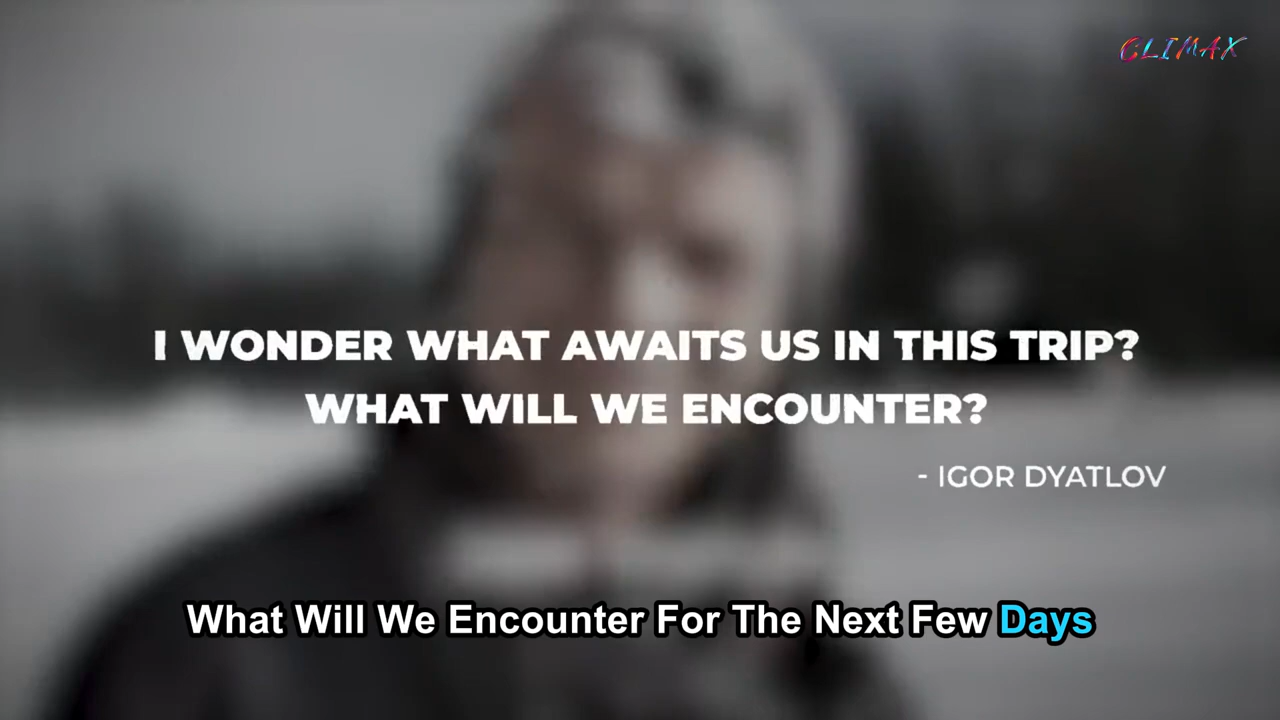 CLIMAX
I WONDER WHAT AWAITS US IN THIS TRIP?
WHAT WILL WE ENCOUNTER?
- IGOR DYATLOV
What Will We Encounter For The Next Few Days